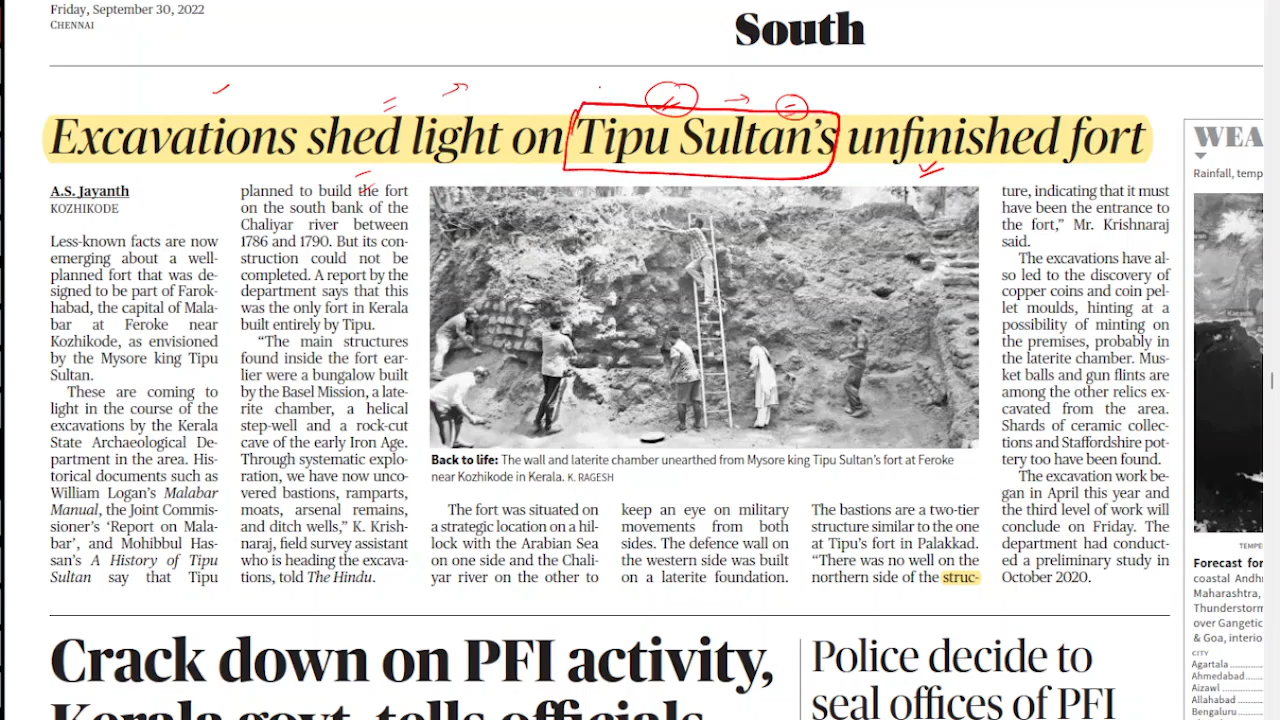 Friday, September 30, 2022
CHENNAI
South
Excavations shed light on Tipu Sultan's unfinished fort
A.S. Jayanth
KOZHIKODE
Less-known facts are now
emerging about a well-
planned fort that was de-
signed to be part of Farok-
habad, the capital of Mala-
bar at Feroke near
Kozhikode, as envisioned
by the Mysore king Tipu
Sultan.
These are coming to
light in the course of the
excavations by the Kerala
State Archaeological De-
partment in the area. His-
torical documents such as
William Logan's Malabar
Manual, the Joint Commis-
sioner's ‘Report on Mala-
bar’, and Mohibbul Has-
san's A History of Tipu
Sultan say that Tipu
planned to build the fort
on the south bank of the
Chaliyar river between
1786 and 1790. But its con-
struction could not be
completed. A report by the
department says that this
was the only fort in Kerala
built entirely by Tipu.
“The main structures
found inside the fort ear-
lier were a bungalow built
by the Basel Mission, a late-
rite chamber, a helical
step-well and a rock-cut
cave of the early Iron Age.
Through systematic explo-
ration, we have now unco-
vered bastions, ramparts,
moats, arsenal remains,
and ditch wells,” K. Krish-
naraj, field survey assistant
who is heading the excava-
tions, told The Hindu.
Back to life: The wall and laterite chamber unearthed from Mysore king Tipu Sultan's fort at Feroke
near Kozhikode in Kerala. K. RAGESH
The fort was situated on
a strategic location on a hil-
lock with the Arabian Sea
on one side and the Chali-
yar river on the other to
keep an eye on military
movements from both
sides. The defence wall on
the western side was built
on a laterite foundation.
The bastions are a two-tier
structure similar to the one
at Tipu's fort in Palakkad.
“There was no well on the
northern side of the struc-
ture, indicating that it must
have been the entrance to
the fort,” Mr. Krishnaraj
said.
The excavations have al-
so led to the discovery of
copper coins and coin pel-
let moulds, hinting at a
possibility of minting on
the premises, probably in
the laterite chamber. Mus-
ket balls and gun flints are
among the other relics ex-
cavated from the area.
Shards of ceramic collec-
tions and Staffordshire pot-
tery too have been found.
The excavation work be-
gan in April this year and
the third level of work will
conclude on Friday. The
department had conduct-
ed a preliminary study in
October 2020.
WEA
Rainfall, temp
Karachi
TEMPE
Forecast for
coastal Andh
Maharashtra,
Thunderstorm
over Gangetic
& Goa, interio
CITY
Agartala
Ahmedabad
Aizawl
Allahabad
Bengaluru
Crack down on PFI activity,
Kerala govt. tells officials
Police decide to
seal offices of PFI